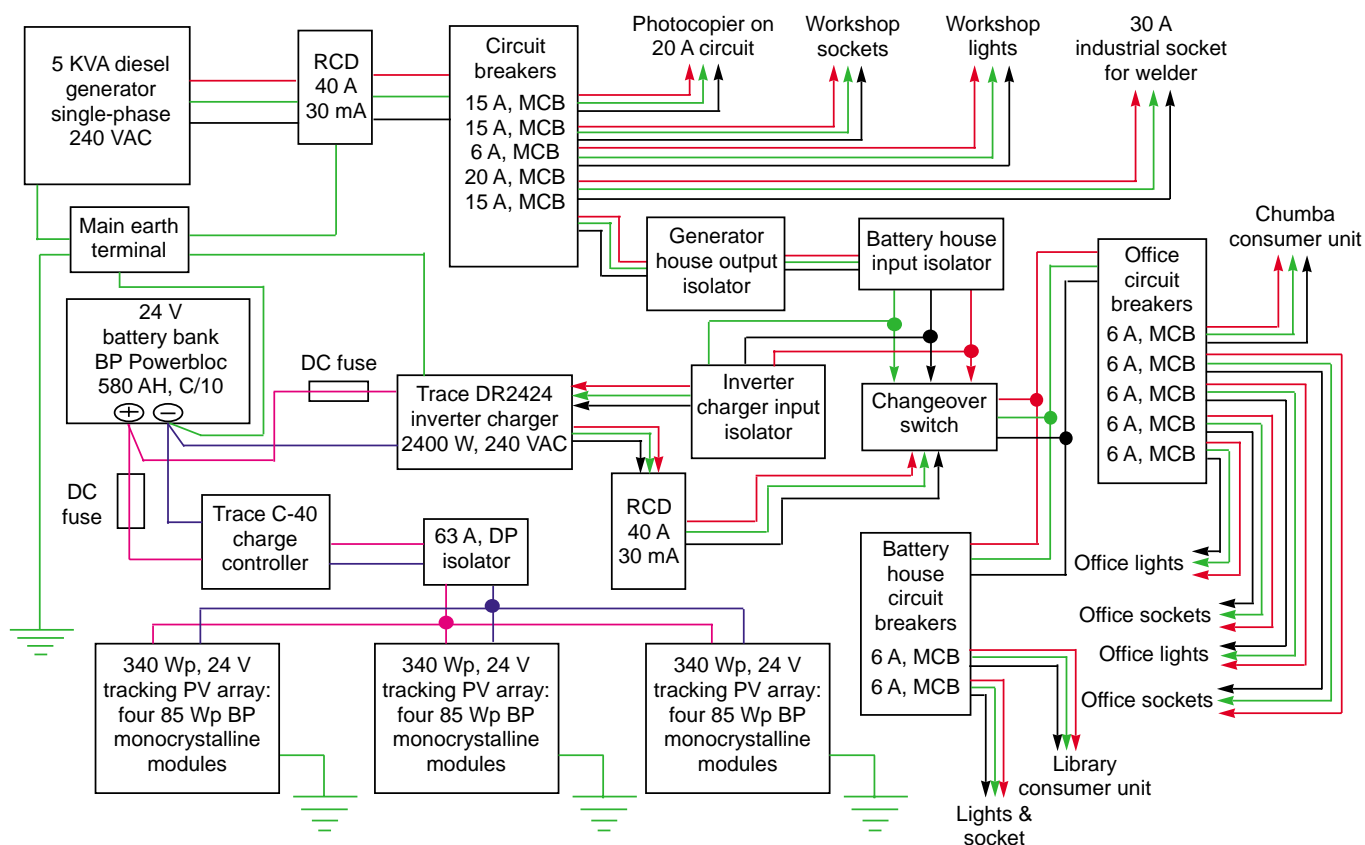 5 KVA diesel
generator
single-phase
240 VAC
RCD
40 A
30 mA
Circuit
breakers
15 A, MCB
15 A, MCB
6 A, MCB
20 A, MCB
15 A, MCB
Photocopier on
20 A circuit
Workshop
sockets
Workshop
lights
30 A
industrial socket
for welder
Main earth
terminal
Generator
house output
isolator
Battery house
input isolator
Chumba
consumer unit
Office
circuit
breakers
6 A, MCB
6 A, MCB
6 A, MCB
6 A, MCB
6 A, MCB
24 V
battery bank
BP Powerbloc
580 AH, C/10
+
−
DC fuse
Trace DR2424
inverter charger
2400 W, 240 VAC
Inverter
charger input
isolator
Changeover
switch
DC
fuse
Trace C-40
charge
controller
63 A, DP
isolator
RCD
40 A
30 mA
Battery
house
circuit
breakers
6 A, MCB
6 A, MCB
Office lights
Office sockets
Office lights
Office sockets
340 Wp, 24 V
tracking PV array:
four 85 Wp BP
monocrystalline
modules
340 Wp, 24 V
tracking PV array:
four 85 Wp BP
monocrystalline
modules
340 Wp, 24 V
tracking PV array:
four 85 Wp BP
monocrystalline
modules
Library
consumer unit
Lights &
socket